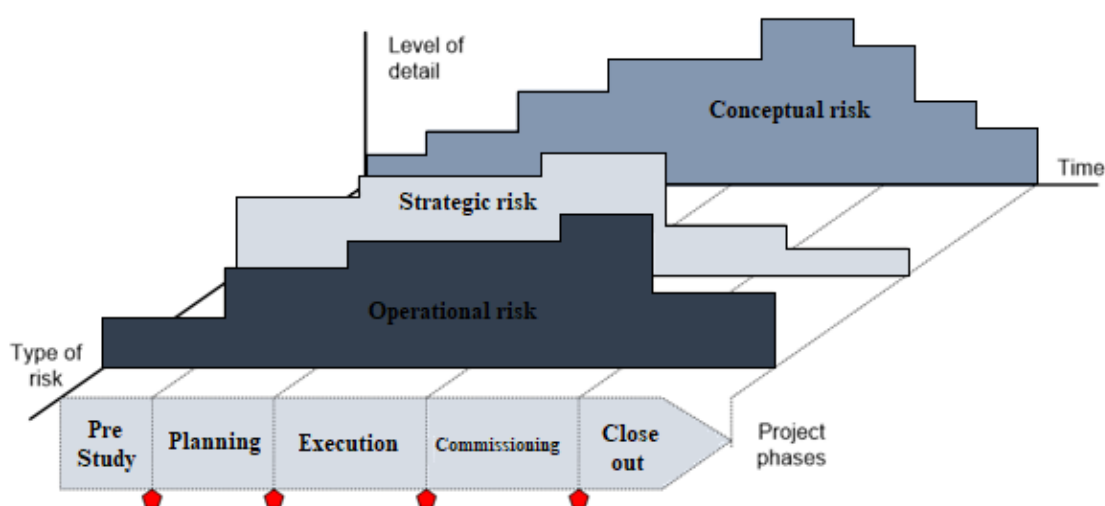 Level of
detail
Conceptual risk
Time
Strategic risk
Operational risk
Type of
risk
Pre
Study
Planning
Execution
Commissioning
Close
out
Project
phases